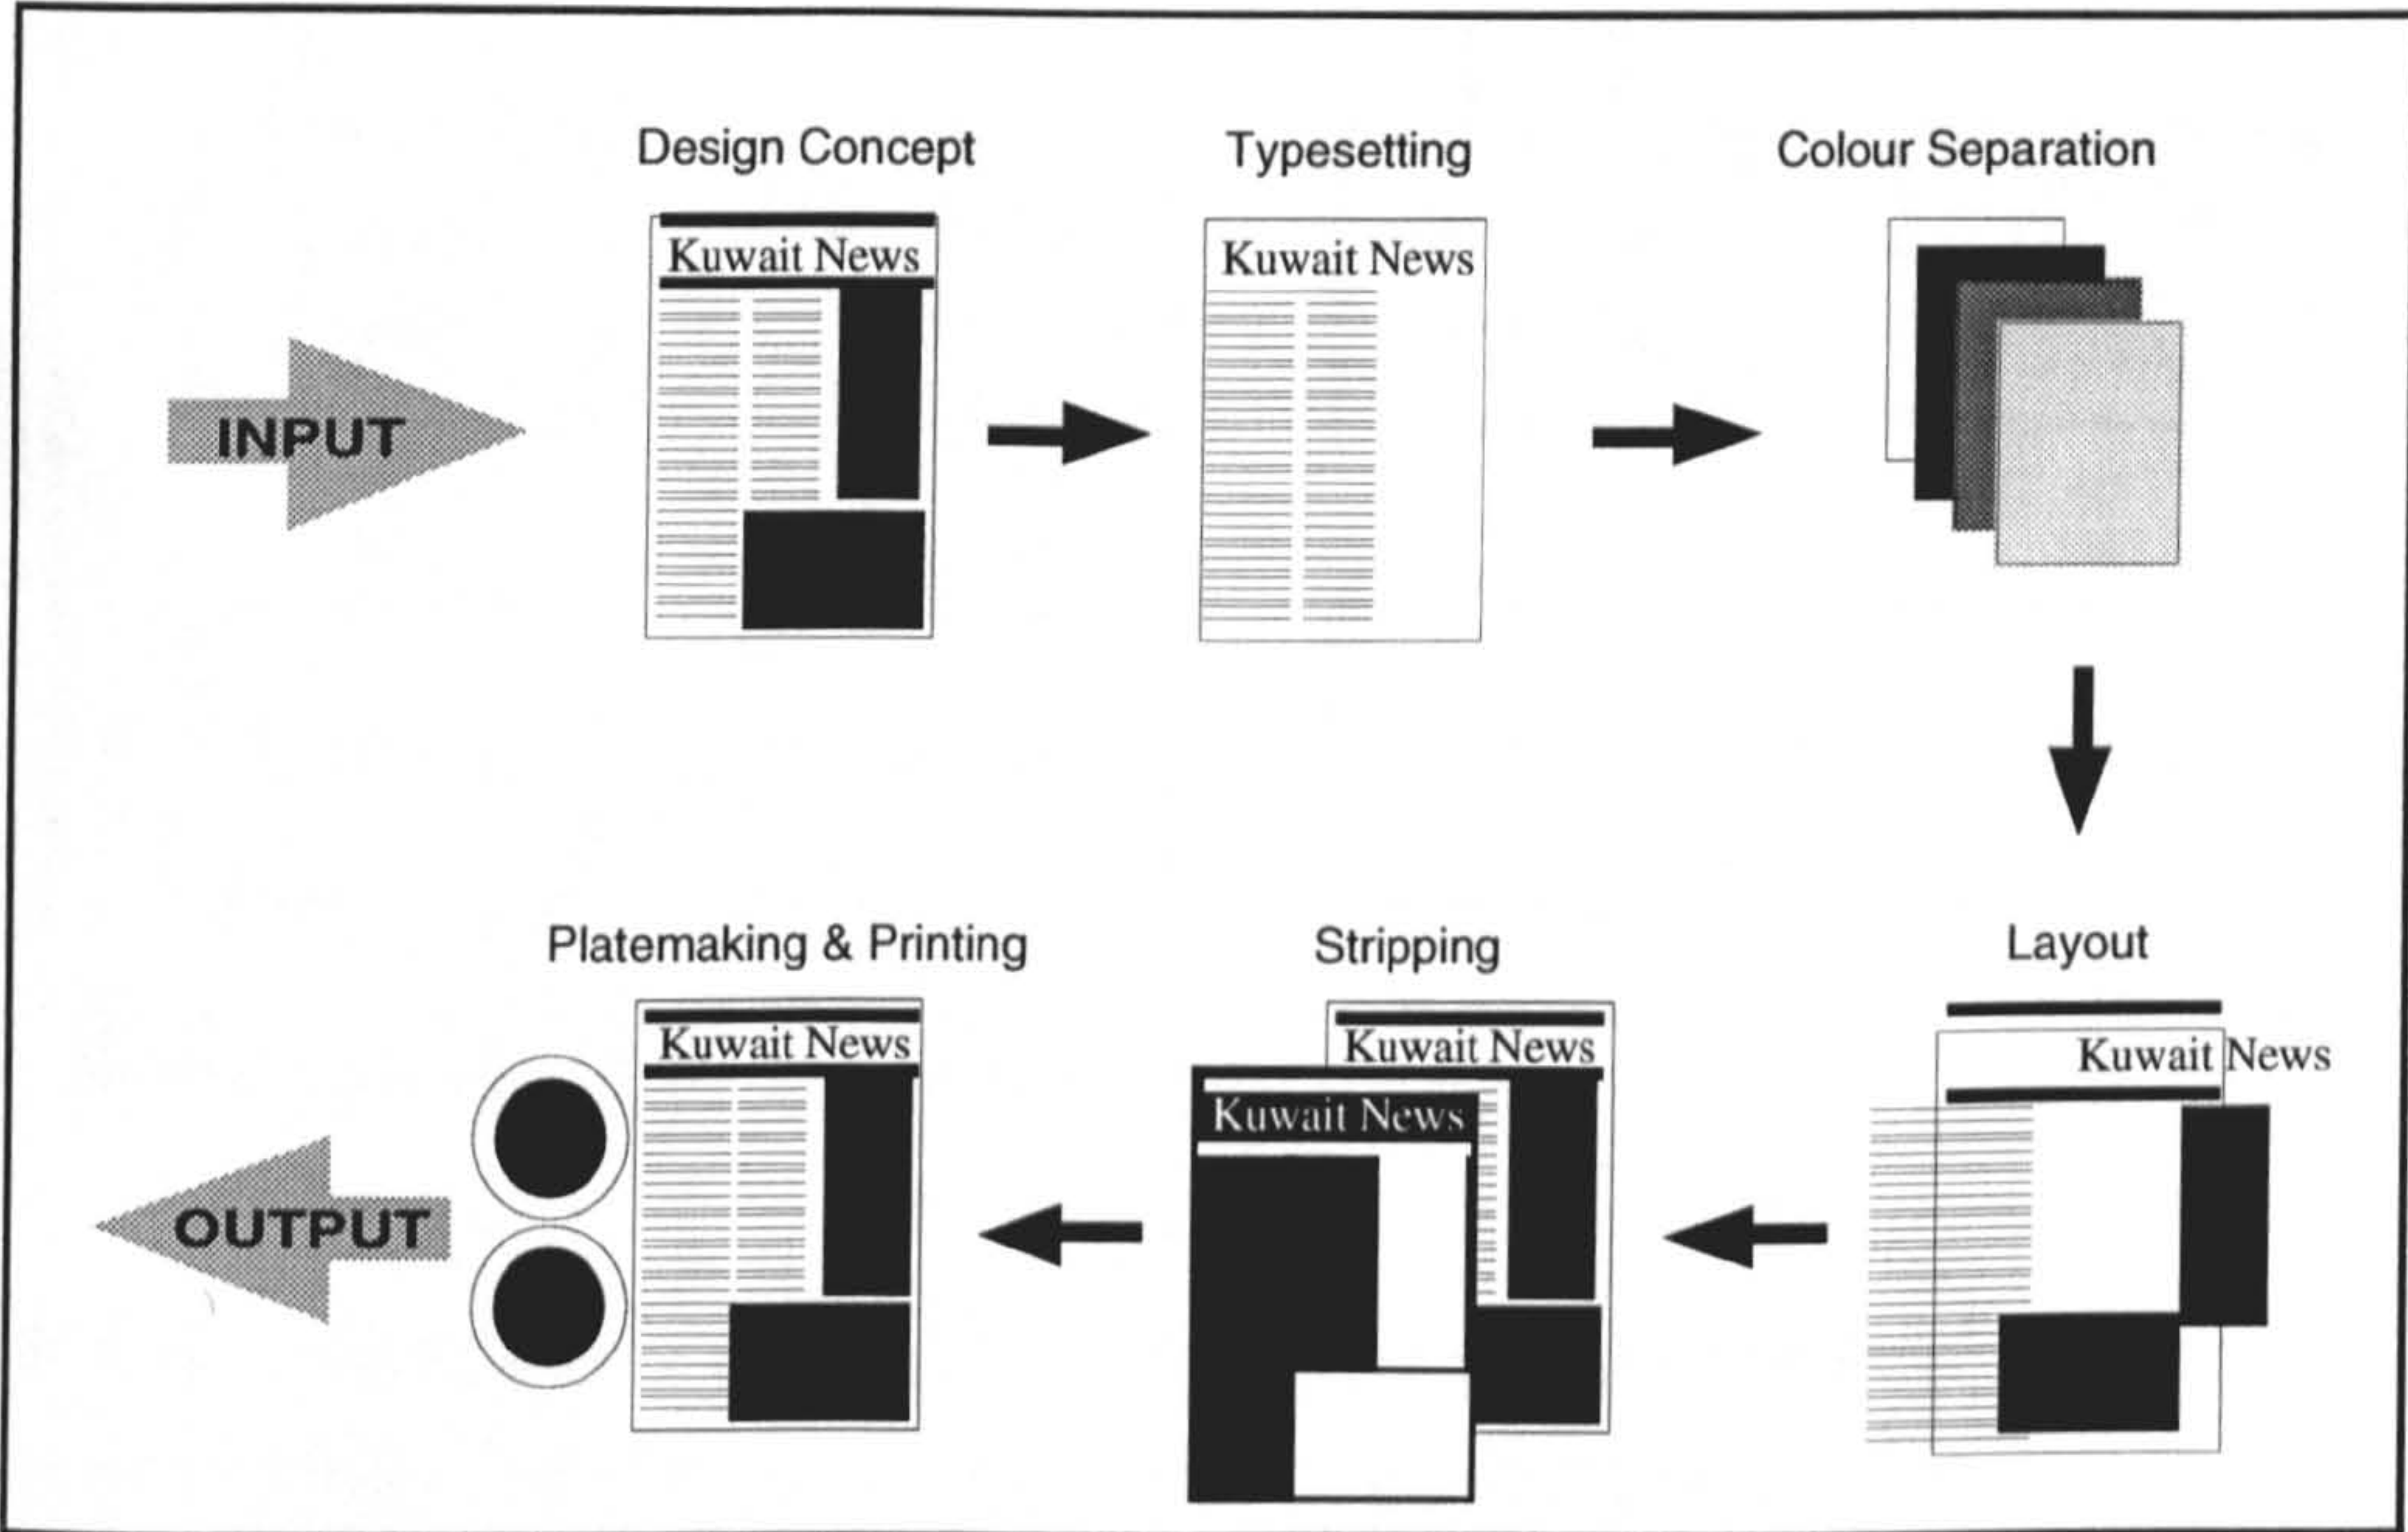 Design Concept
Typesetting
Colour Separation
Kuwait News
Kuwait News
INPUT
Platemaking & Printing
Stripping
Layout
Kuwait News
Kuwait News
Kuwait News
Kuwait News
OUTPUT